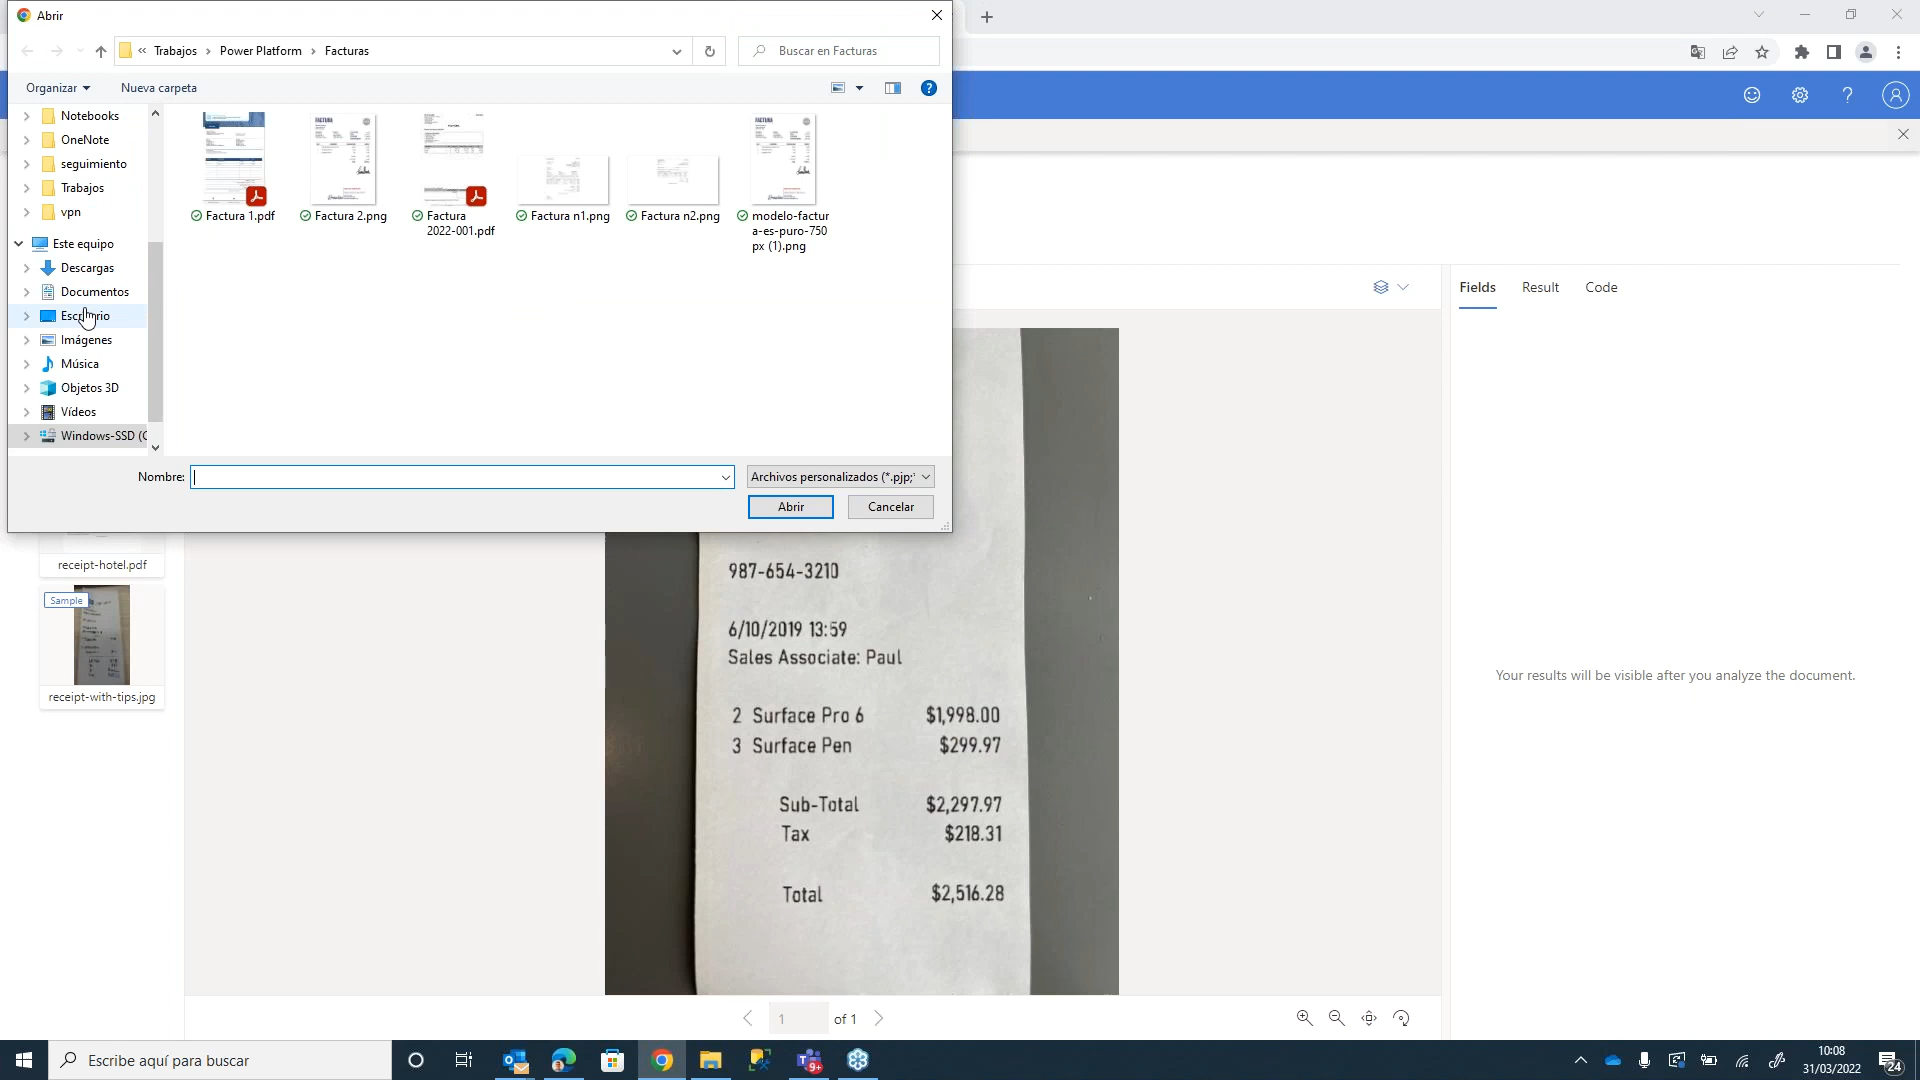 Abrir
« Trabajos › Power Platform › Facturas
Buscar en Facturas
Organizar
Nueva carpeta
Notebooks
OneNote
seguimiento
Trabajos
vpn
Este equipo
Descargas
Documentos
Imágenes
Música
Objetos 3D
Vídeos
Windows-SSD (C
FACTURA
FACTURA
Factura 1.pdf
Factura 2.png
Factura
2022-001.pdf
Factura n1.png
Factura n2.png
modelo-factur
a-es-puro-750
px (1).png
Nombre:
Archivos personalizados (*.pjp;*
Abrir
Cancelar
receipt-hotel.pdf
Sample
receipt-with-tips.jpg
987-654-3210
6/10/2019 13:59
Sales Associate: Paul
2 Surface Pro 6 $1,998.00
3 Surface Pen $299.97
Sub-Total $2,297.97
Tax $218.31
Total $2,516.28
1 of 1
Fields
Result
Code
Your results will be visible after you analyze the document.
Escribe aquí para buscar
9+
10:08
31/03/2022
24